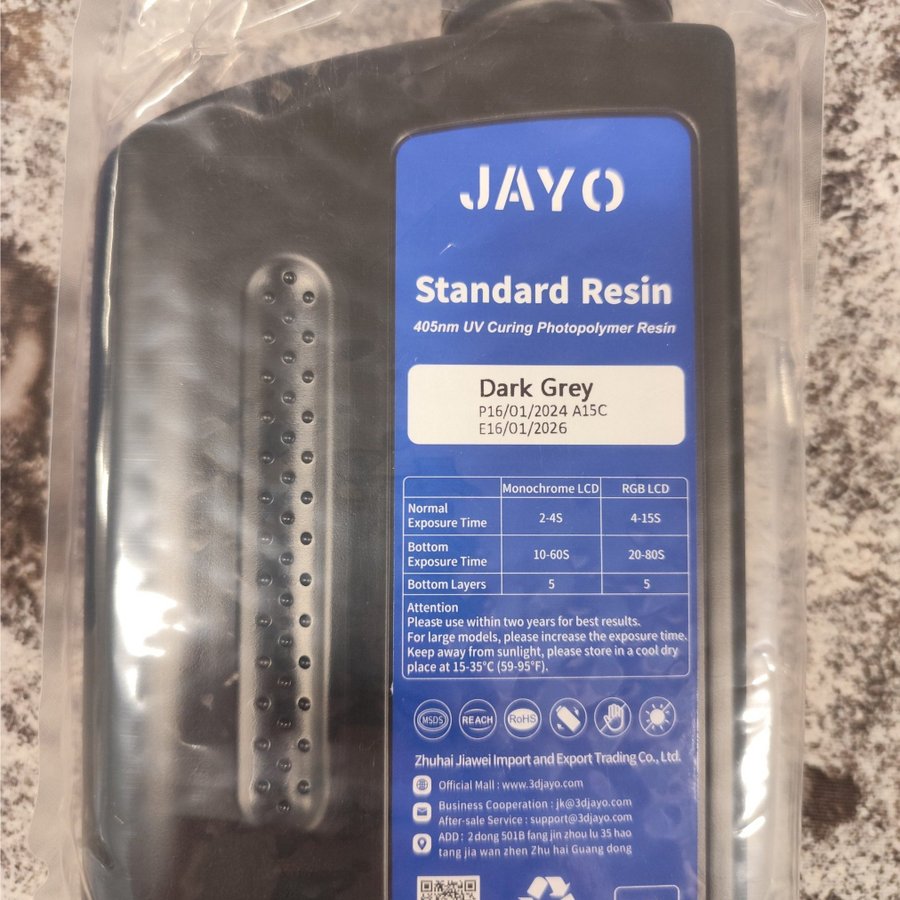 JAYO
Standard Resin
405nm UV Curing Photopolymer Resin
Dark Grey
P16/01/2024 A15C
E16/01/2026
Monochrome LCD RGB LCD
Normal
Exposure Time 2-4S 4-15S
Bottom
Exposure Time 10-60S 20-80S
Bottom Layers 5 5
Attention
Please use within two years for best results.
For large models, please increase the exposure time.
Keep away from sunlight, please store in a cool dry
place at 15-35°C (59-95°F).
MSDS REACH RoHS
Zhuhai Jiawei Import and Export Trading Co., Ltd.
Official Mall : www.3djayo.com
Business Cooperation : jk@3djayo.com
After-sale Service : support@3djayo.com
ADD : 2dong 501B fang jin zhou lu 35 hao
tang jia wan zhen Zhu hai Guang dong